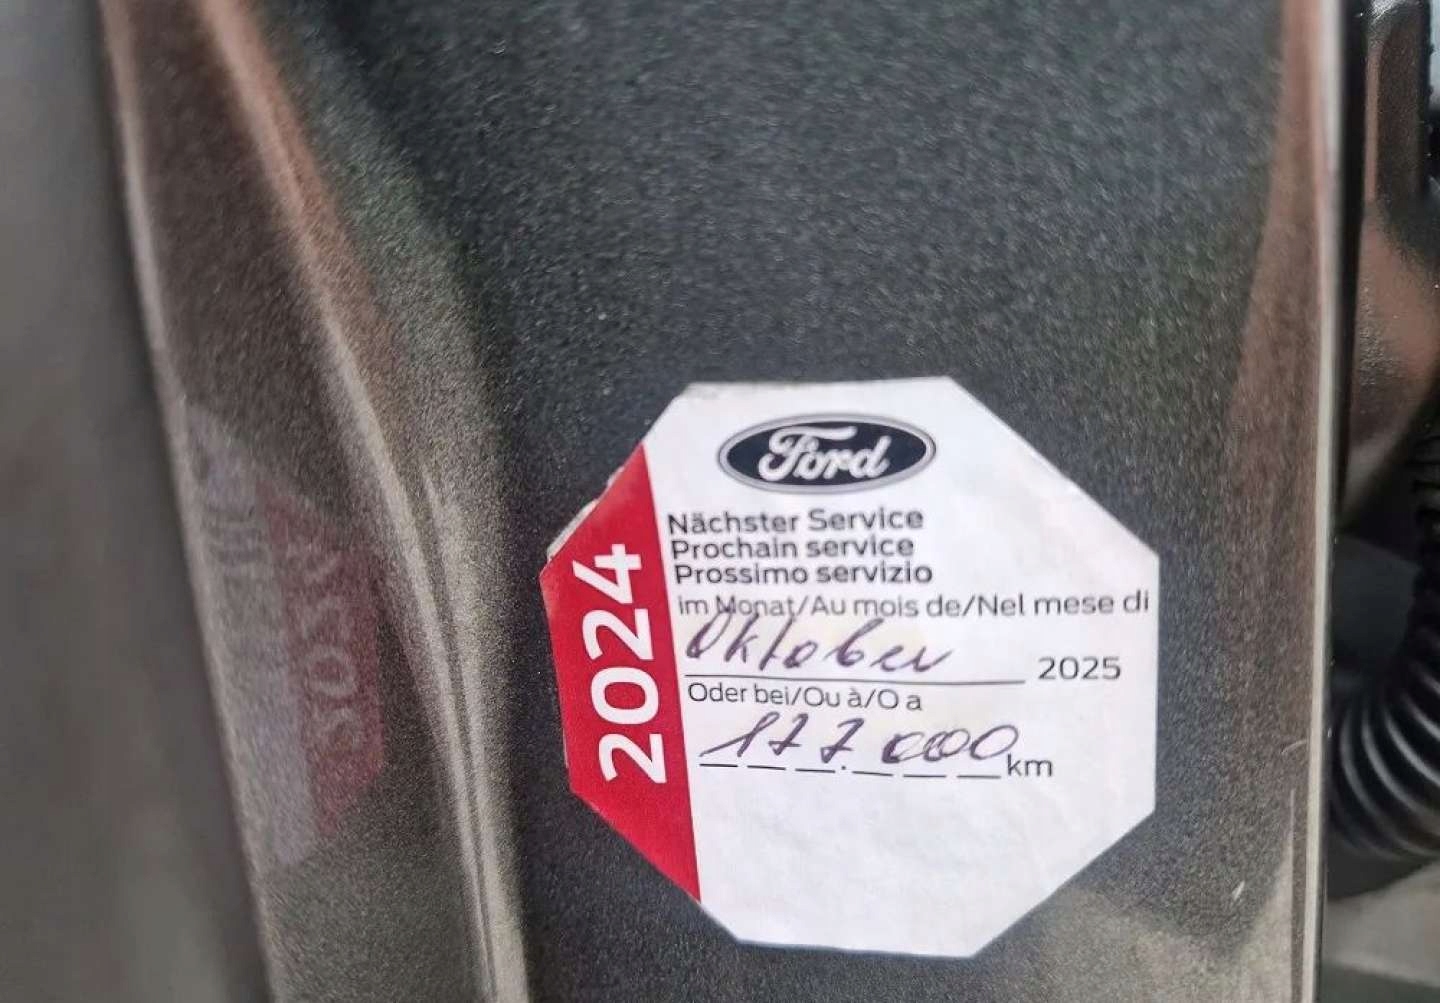 Ford
Nächster Service
Prochain service
Prossimo servizio
im Monat/Au mois de/Nel mese di
Oktober 2025
Oder bei/Ou à/O a
177.000 km
2024